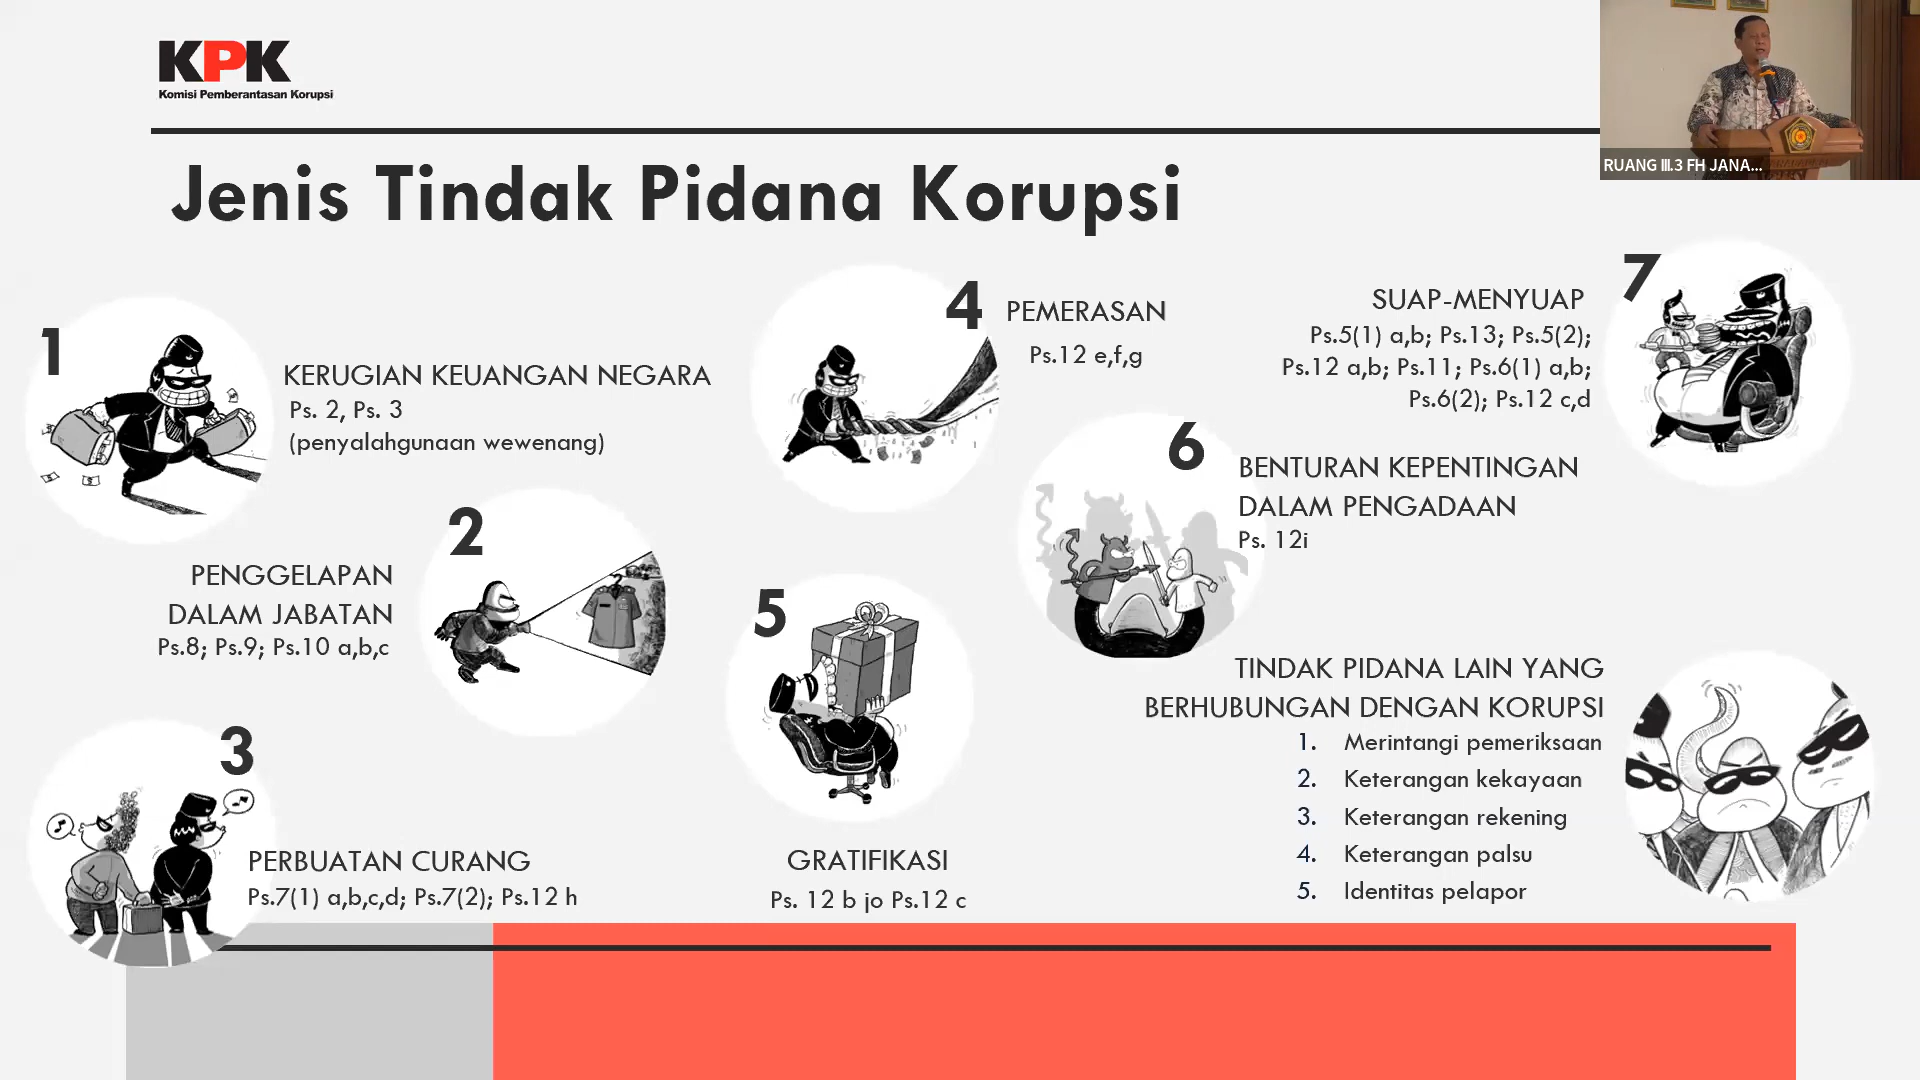 KPK
Komisi Pemberantasan Korupsi
RUANG III.3 FH JANA...
Jenis Tindak Pidana Korupsi
1
KERUGIAN KEUANGAN NEGARA
Ps. 2, Ps. 3
(penyalahgunaan wewenang)
2
PENGGELAPAN
DALAM JABATAN
Ps.8; Ps.9; Ps.10 a,b,c
3
PERBUATAN CURANG
Ps.7(1) a,b,c,d; Ps.7(2); Ps.12 h
4
PEMERASAN
Ps.12 e,f,g
5
GRATIFIKASI
Ps. 12 b jo Ps.12 c
6
BENTURAN KEPENTINGAN
DALAM PENGADAAN
Ps. 12i
7
SUAP-MENYUAP
Ps.5(1) a,b; Ps.13; Ps.5(2);
Ps.12 a,b; Ps.11; Ps.6(1) a,b;
Ps.6(2); Ps.12 c,d
TINDAK PIDANA LAIN YANG
BERHUBUNGAN DENGAN KORUPSI
1. Merintangi pemeriksaan
2. Keterangan kekayaan
3. Keterangan rekening
4. Keterangan palsu
5. Identitas pelapor